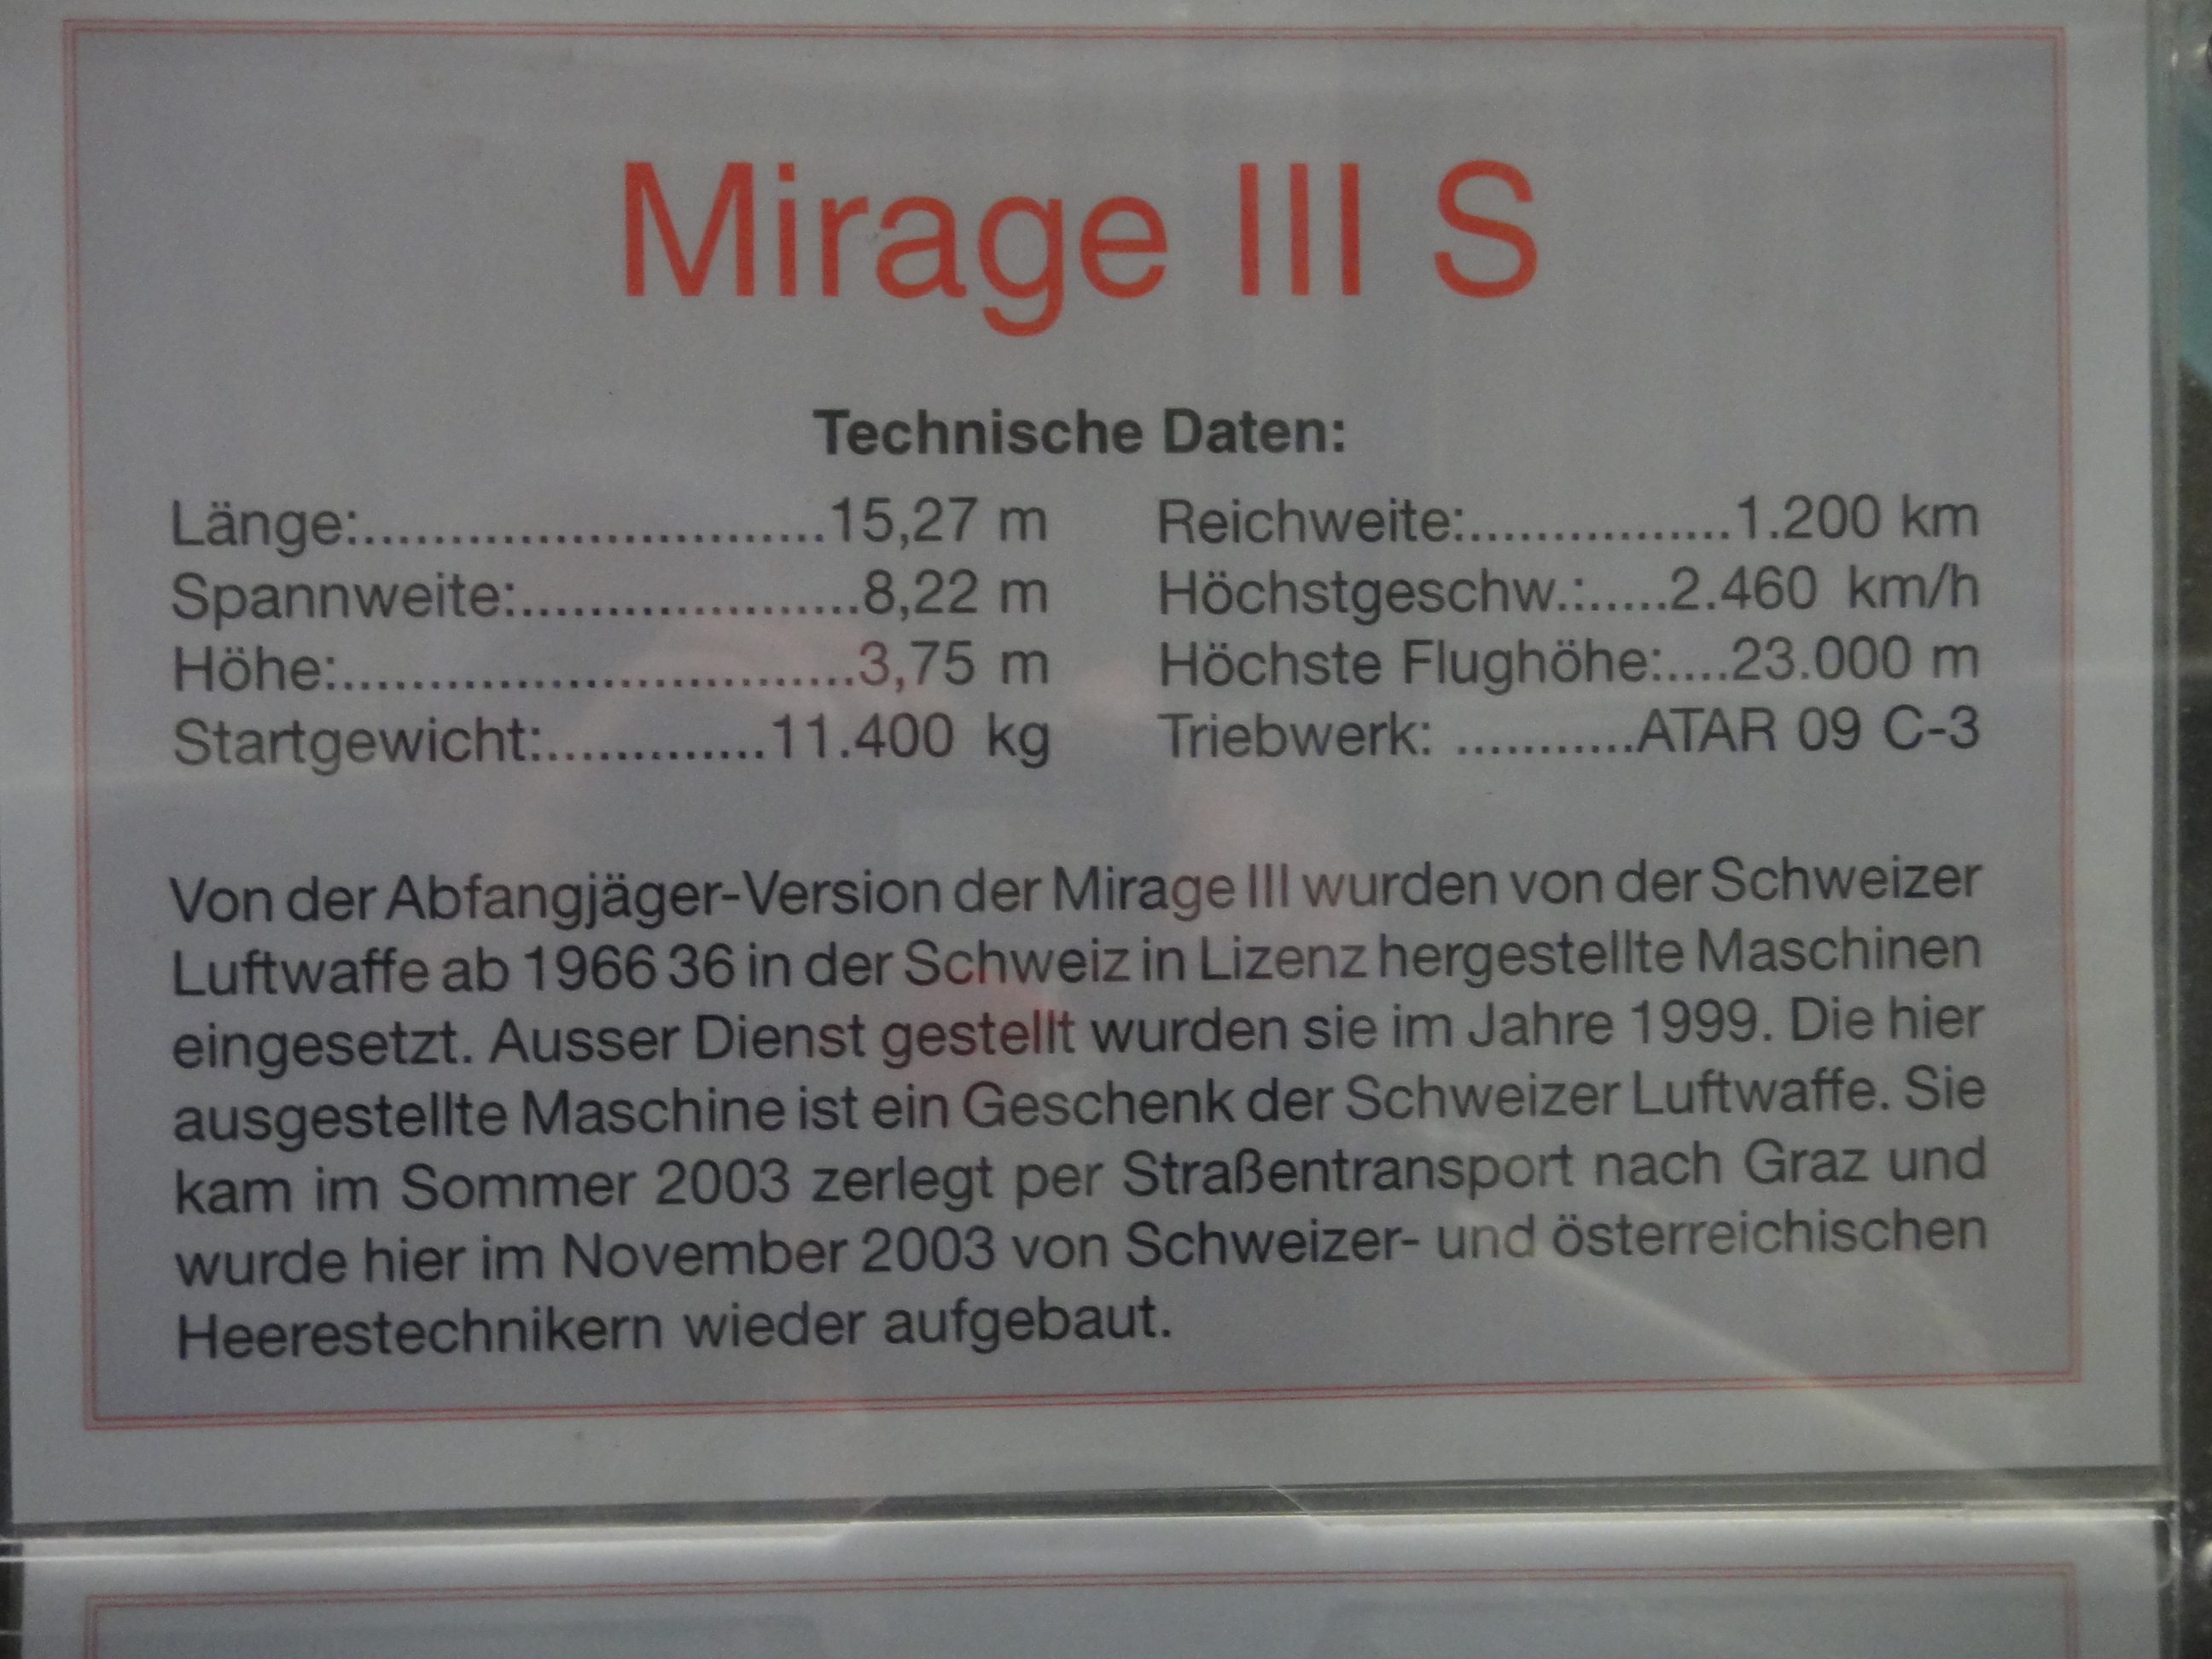 Mirage III S
Technische Daten:
Länge:.............................15,27 m
Spannweite:.....................8,22 m
Höhe:................................3,75 m
Startgewicht:..............11.400 kg
Reichweite:.................1.200 km
Höchstgeschw.:......2.460 km/h
Höchste Flughöhe:....23.000 m
Triebwerk: ...........ATAR 09 C-3
Von der Abfangjäger-Version der Mirage III wurden von der Schweizer
Luftwaffe ab 1966 36 in der Schweiz in Lizenz hergestellte Maschinen
eingesetzt. Ausser Dienst gestellt wurden sie im Jahre 1999. Die hier
ausgestellte Maschine ist ein Geschenk der Schweizer Luftwaffe. Sie
kam im Sommer 2003 zerlegt per Straßentransport nach Graz und
wurde hier im November 2003 von Schweizer- und österreichischen
Heerestechnikern wieder aufgebaut.